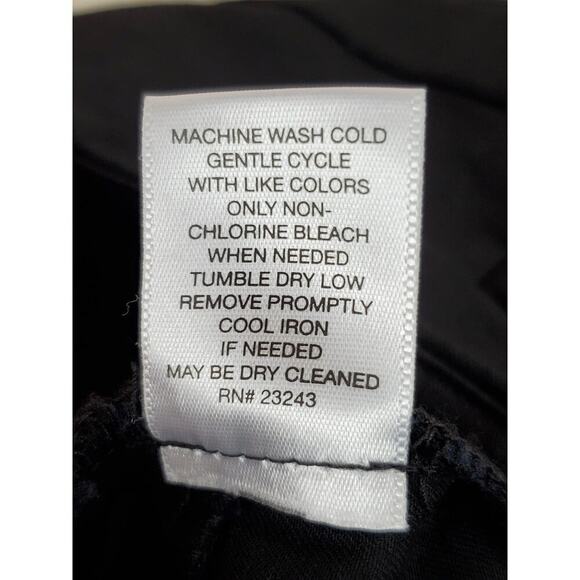 MACHINE WASH COLD
GENTLE CYCLE
WITH LIKE COLORS
ONLY NON-
CHLORINE BLEACH
WHEN NEEDED
TUMBLE DRY LOW
REMOVE PROMPTLY
COOL IRON
IF NEEDED
MAY BE DRY CLEANED
RN# 23243